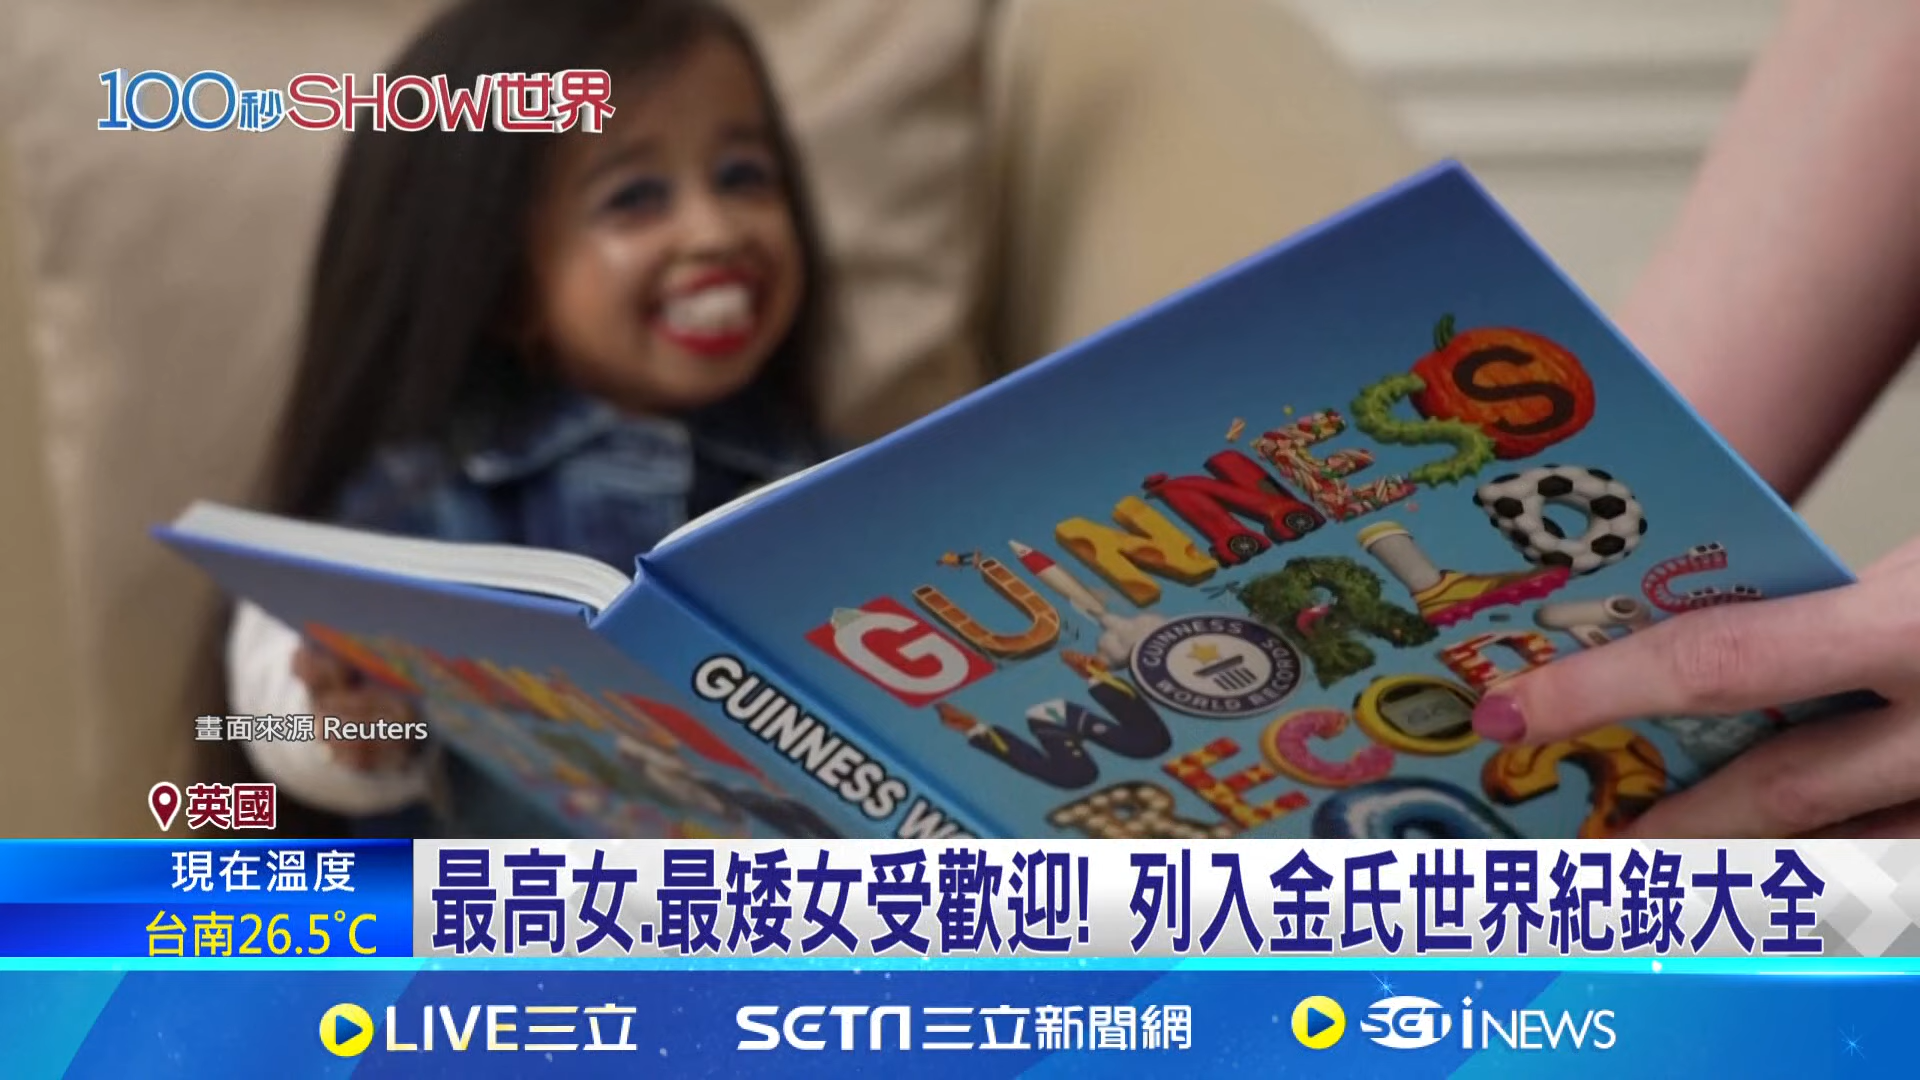 100秒SHOW世界
GUINNESS
WORLD
GUINNESS WORLD RECORDS
RECORDS
GUINNESS WO
畫面來源 Reuters
英國
現在溫度
台南26.5°C
最高女.最矮女受歡迎! 列入金氏世界紀錄大全
LIVE三立
SETN三立新聞網
SETiNEWS